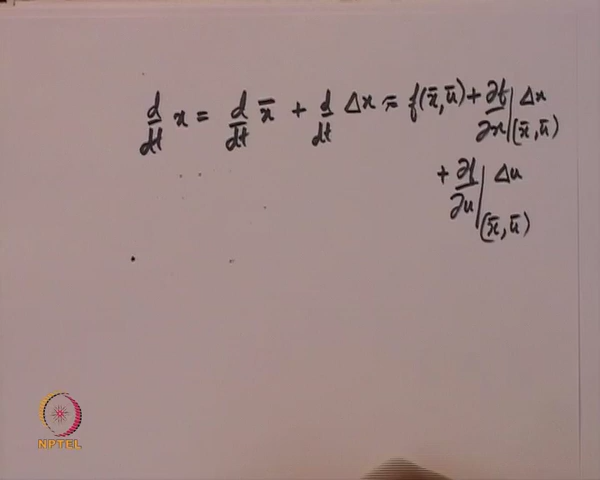 d/dt x = d/dt x̄ + d/dt Δx ≈ f(x̄, ū) + ∂f/∂x|(x̄, ū) Δx
+ ∂f/∂u|(x̄, ū) Δu
NPTEL